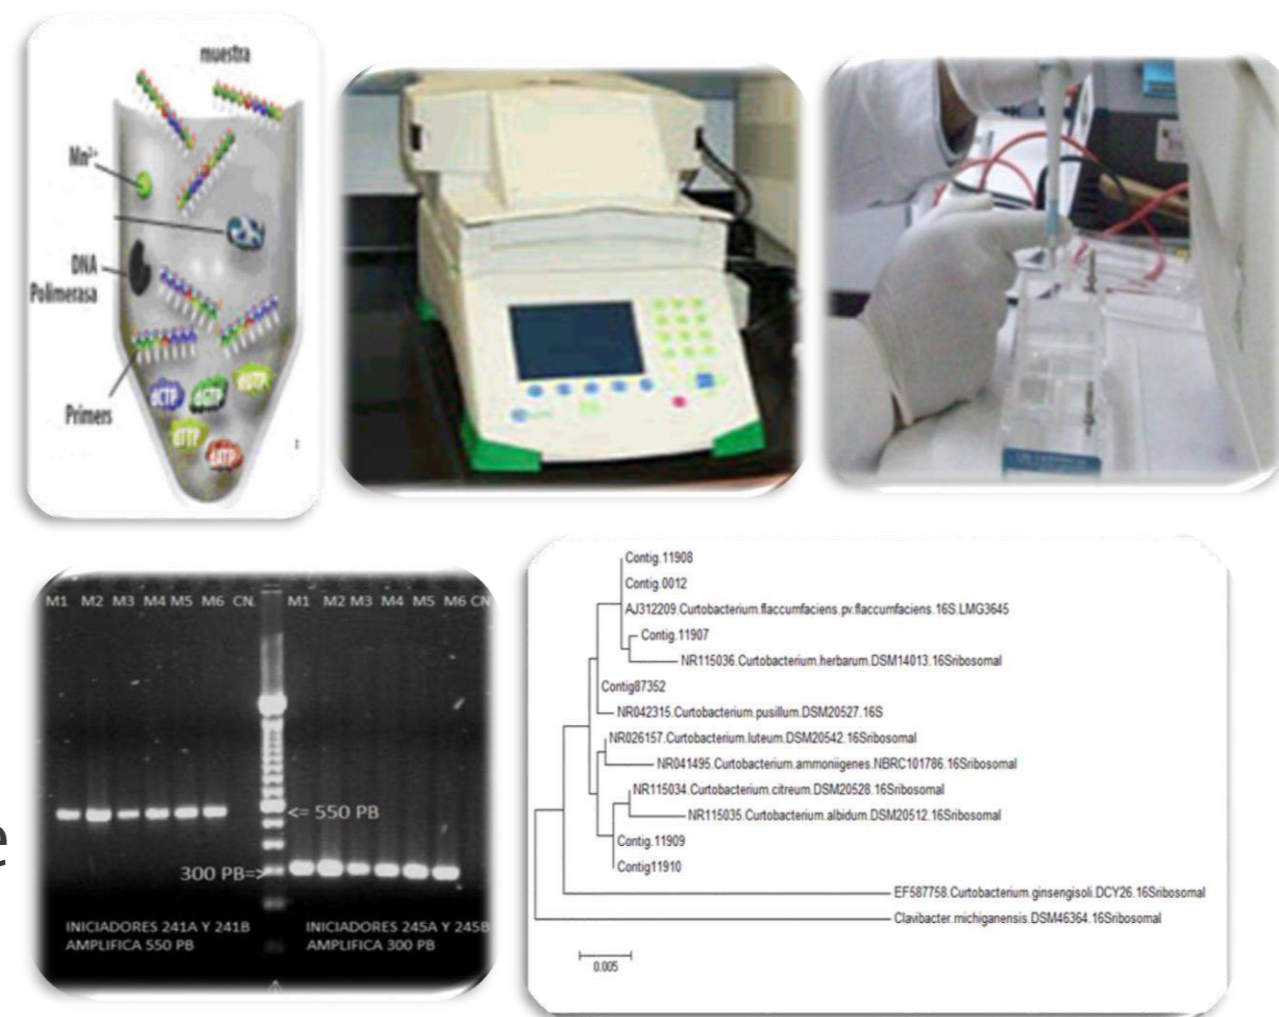 muestra
Mn²⁺
DNA
Polimerasa
Primers
dCTP dGTP
dTTP
dATP
M1 M2 M3 M4 M5 M6 CN. M1 M2 M3 M4 M5 M6 CN
<= 550 PB
300 PB=>
INICIADORES 241A Y 241B
AMPLIFICA 550 PB
INICIADORES 245A Y 245B
AMPLIFICA 300 PB
Contig.11908
Contig.0012
AJ312209.Curtobacterium.flaccumfaciens.pv.flaccumfaciens.16S.LMG3645
Contig.11907
NR115036.Curtobacterium.herbarum.DSM14013.16Sribosomal
Contig87352
NR042315.Curtobacterium.pusillum.DSM20527.16S
NR026157.Curtobacterium.luteum.DSM20542.16Sribosomal
NR041495.Curtobacterium.ammoniigenes.NBRC101786.16Sribosomal
NR115034.Curtobacterium.citreum.DSM20528.16Sribosomal
NR115035.Curtobacterium.albidum.DSM20512.16Sribosomal
Contig.11909
Contig11910
EF587758.Curtobacterium.ginsengisoli.DCY26.16Sribosomal
Clavibacter.michiganensis.DSM46364.16Sribosomal
0.005
e